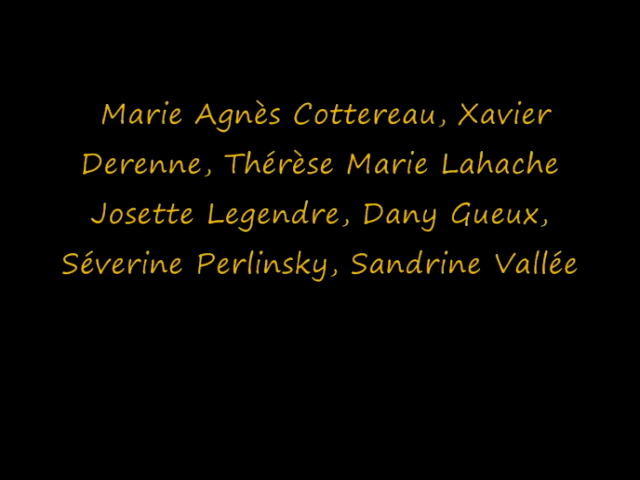 Marie Agnès Cottereau, Xavier
Derenne, Thérèse Marie Lahache
Josette Legendre, Dany Gueux,
Séverine Perlinsky, Sandrine Vallée